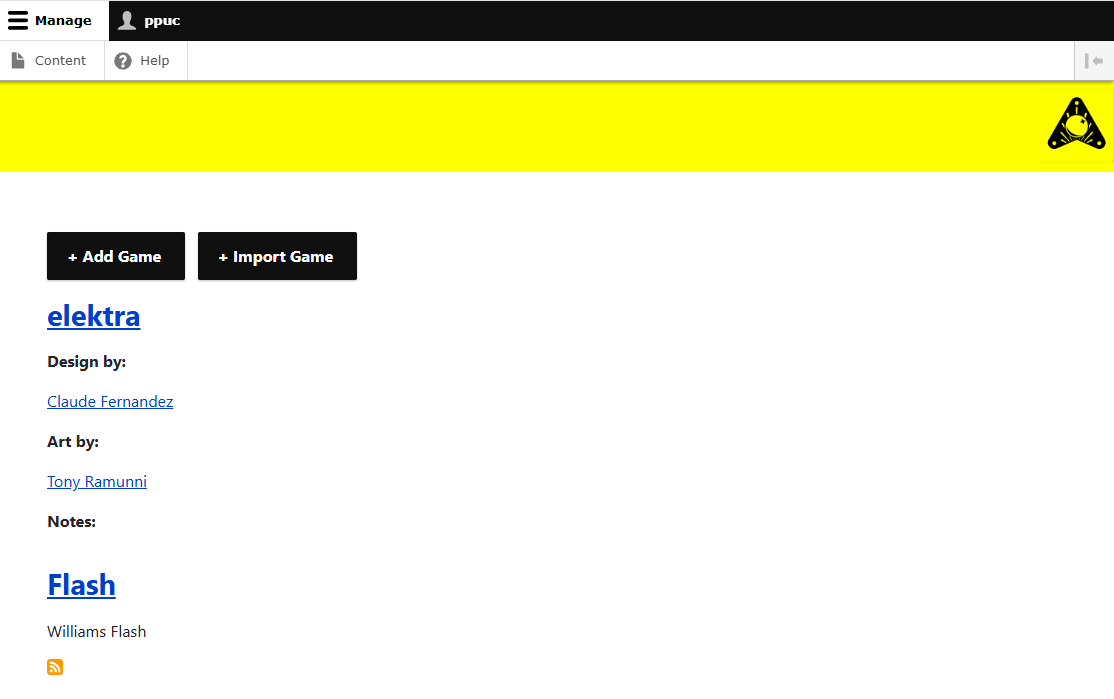 Manage
ppuc
Content
Help
+ Add Game
+ Import Game
elektra
Design by:
Claude Fernandez
Art by:
Tony Ramunni
Notes:
Flash
Williams Flash